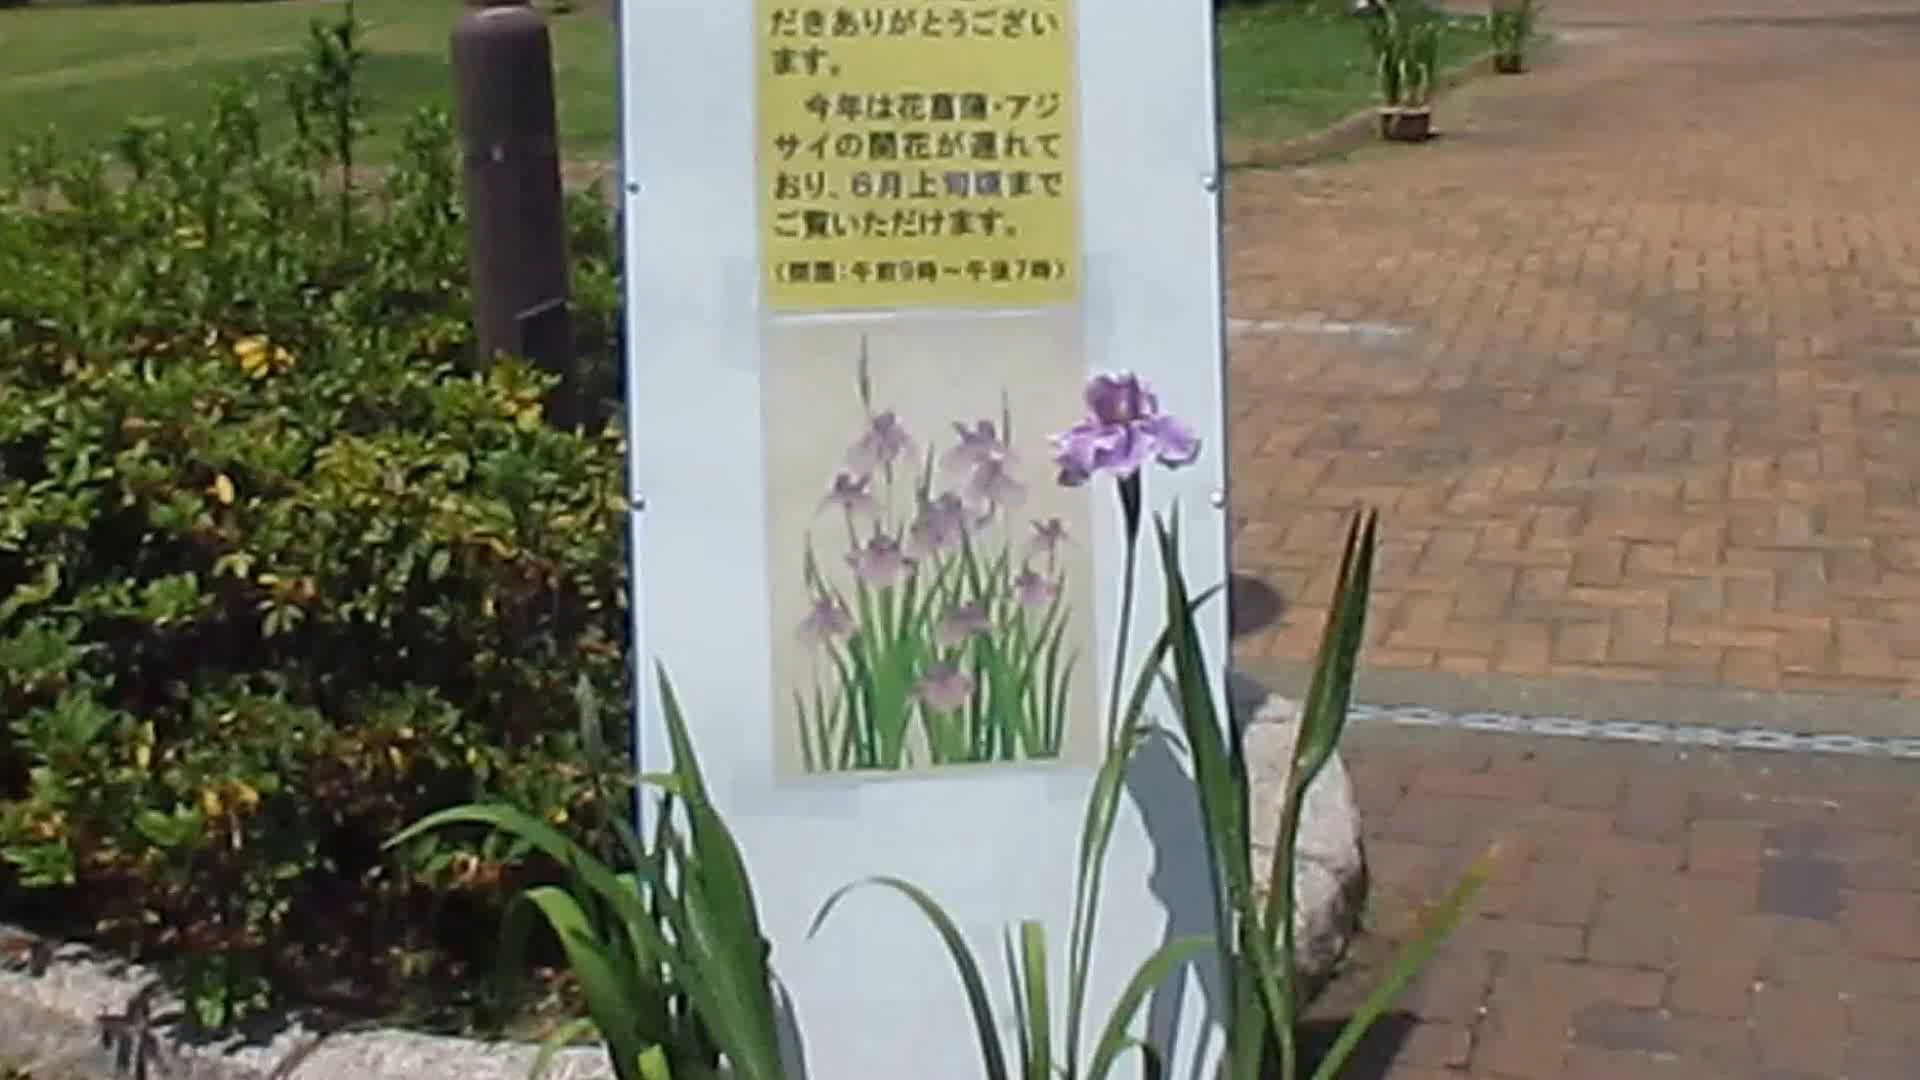 だきありがとうござい
ます。
今年は花菖蒲・アジ
サイの開花が遅れて
おり、6月上旬頃まで
ご覧いただけます。
(開園:午前9時～午後7時)